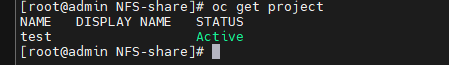 [root@admin NFS-share]# oc get project
NAME   DISPLAY NAME   STATUS
test                  Active
[root@admin NFS-share]#